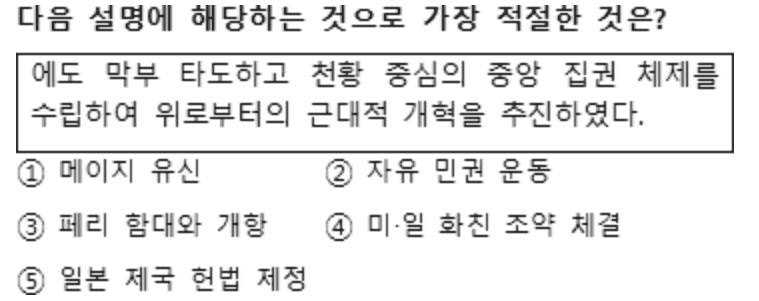 다음 설명에 해당하는 것으로 가장 적절한 것은?
에도 막부 타도하고 천황 중심의 중앙 집권 체제를
수립하여 위로부터의 근대적 개혁을 추진하였다.
① 메이지 유신 ② 자유 민권 운동
③ 페리 함대와 개항 ④ 미·일 화친 조약 체결
⑤ 일본 제국 헌법 제정